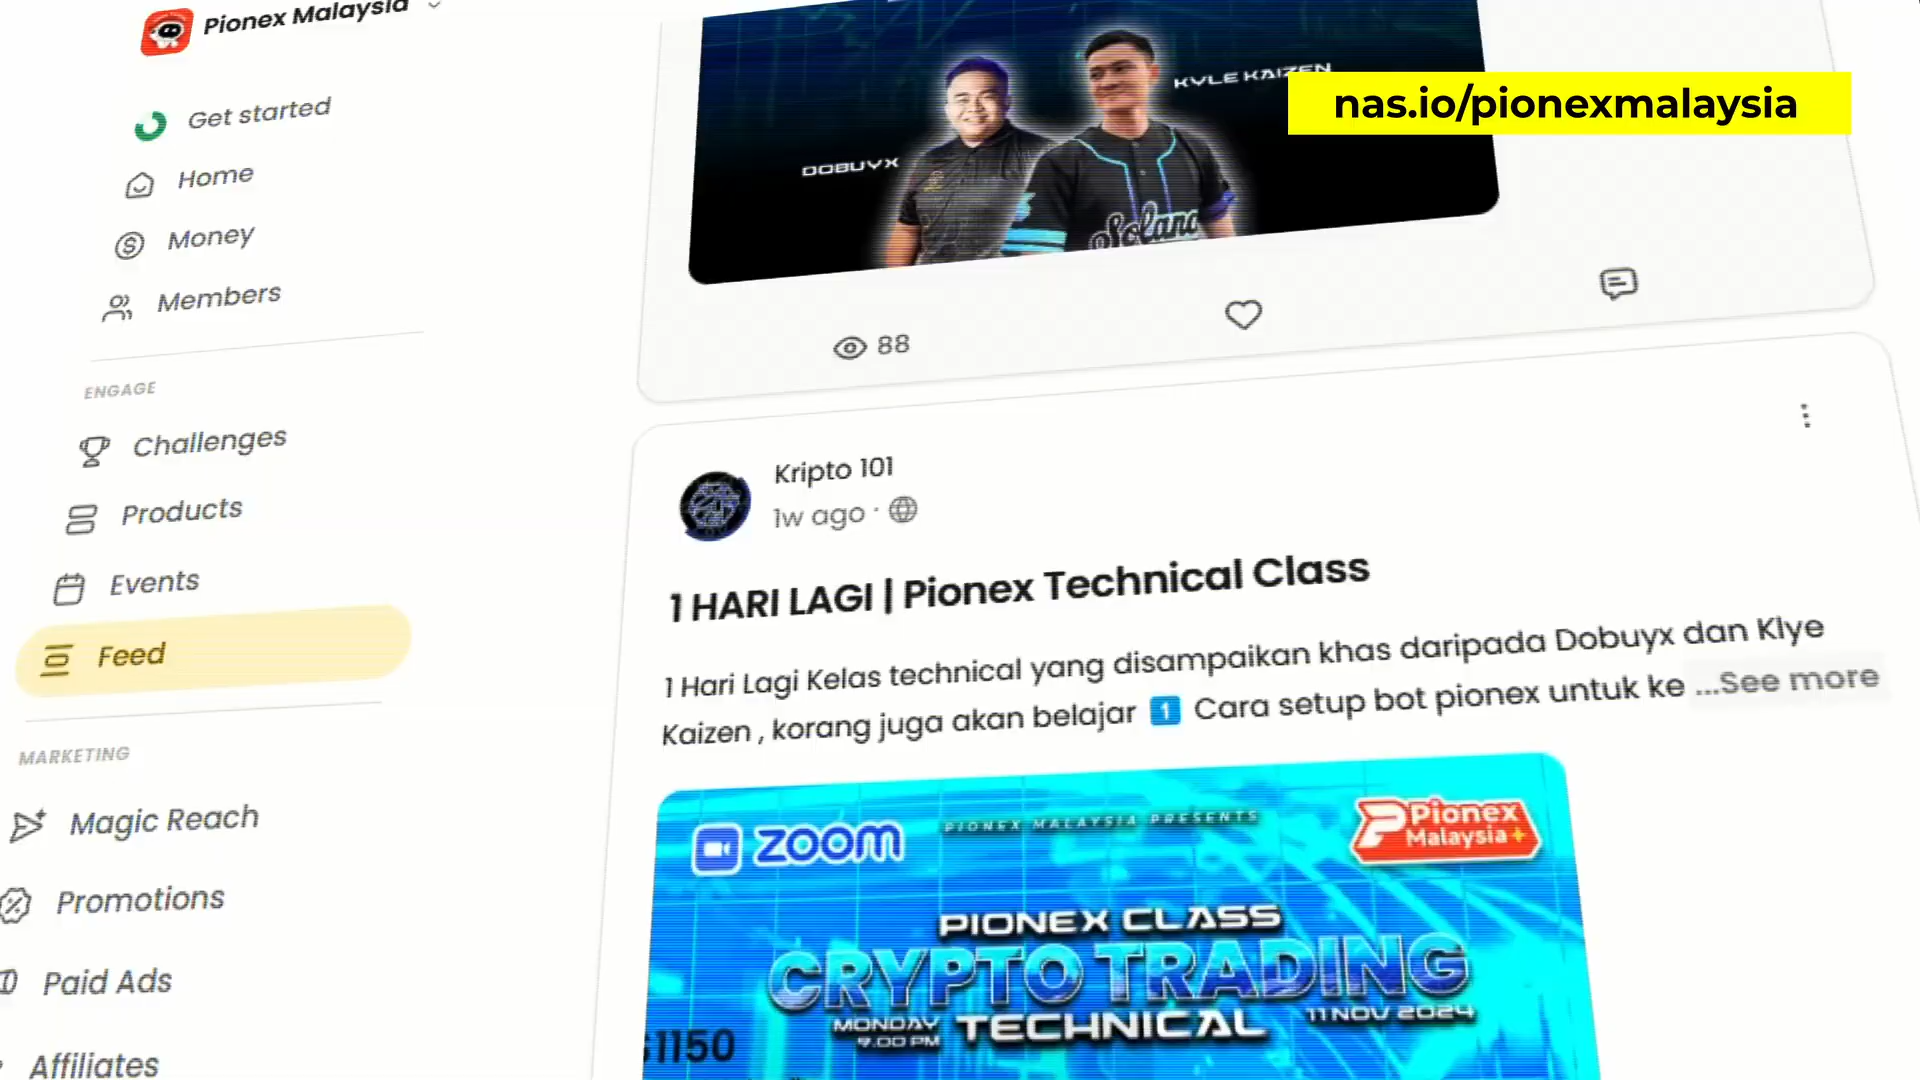 Pionex Malaysia
Get started
Home
Money
Members
ENGAGE
Challenges
Products
Events
Feed
MARKETING
Magic Reach
Promotions
Paid Ads
Affiliates
nas.io/pionexmalaysia
KYLE KAIZEN
DOBUYX
Solana
88
Kripto 101
1w ago ·
1 HARI LAGI | Pionex Technical Class
1 Hari Lagi Kelas technical yang disampaikan khas daripada Dobuyx dan Klye
Kaizen , korang juga akan belajar 1️⃣ Cara setup bot pionex untuk ke ...See more
zoom
PIONEX MALAYSIA PRESENTS
Pionex
Malaysia+
PIONEX CLASS
CRYPTO TRADING
MONDAY
9.00 PM
TECHNICAL
11 NOV 2024
1150